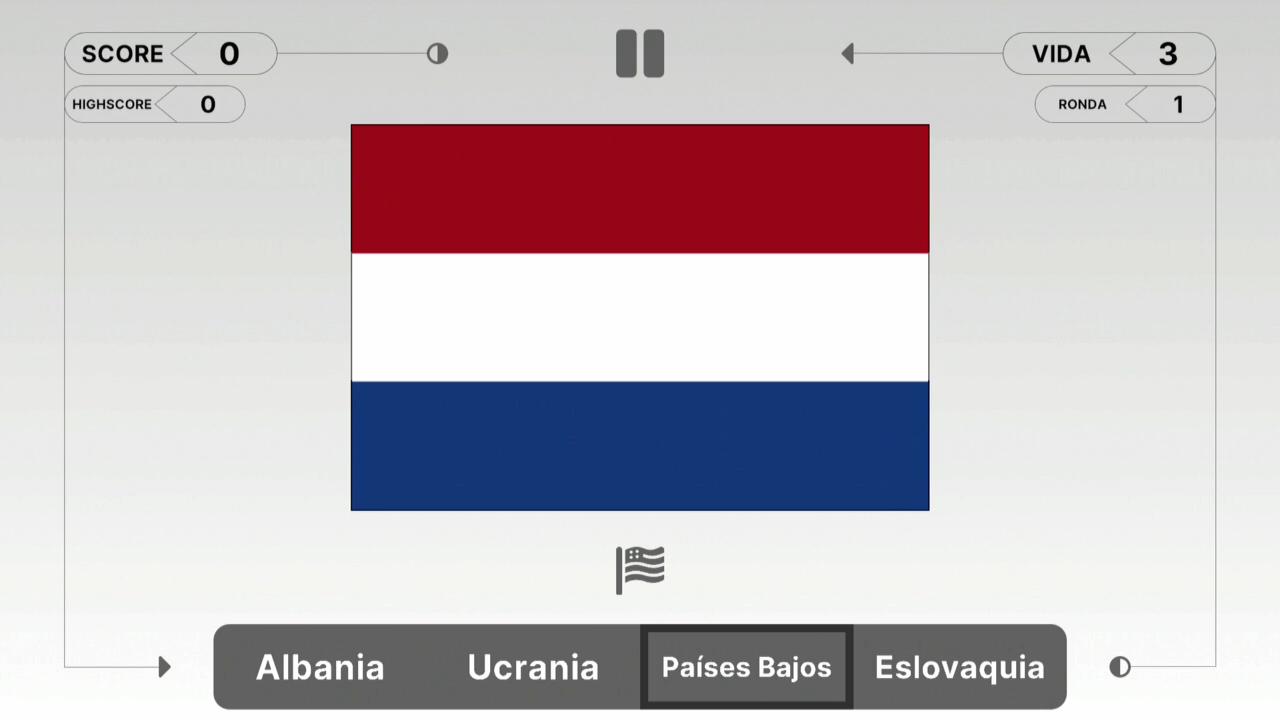 SCORE 0
VIDA 3
HIGHSCORE 0
RONDA 1
Albania
Ucrania
Países Bajos
Eslovaquia